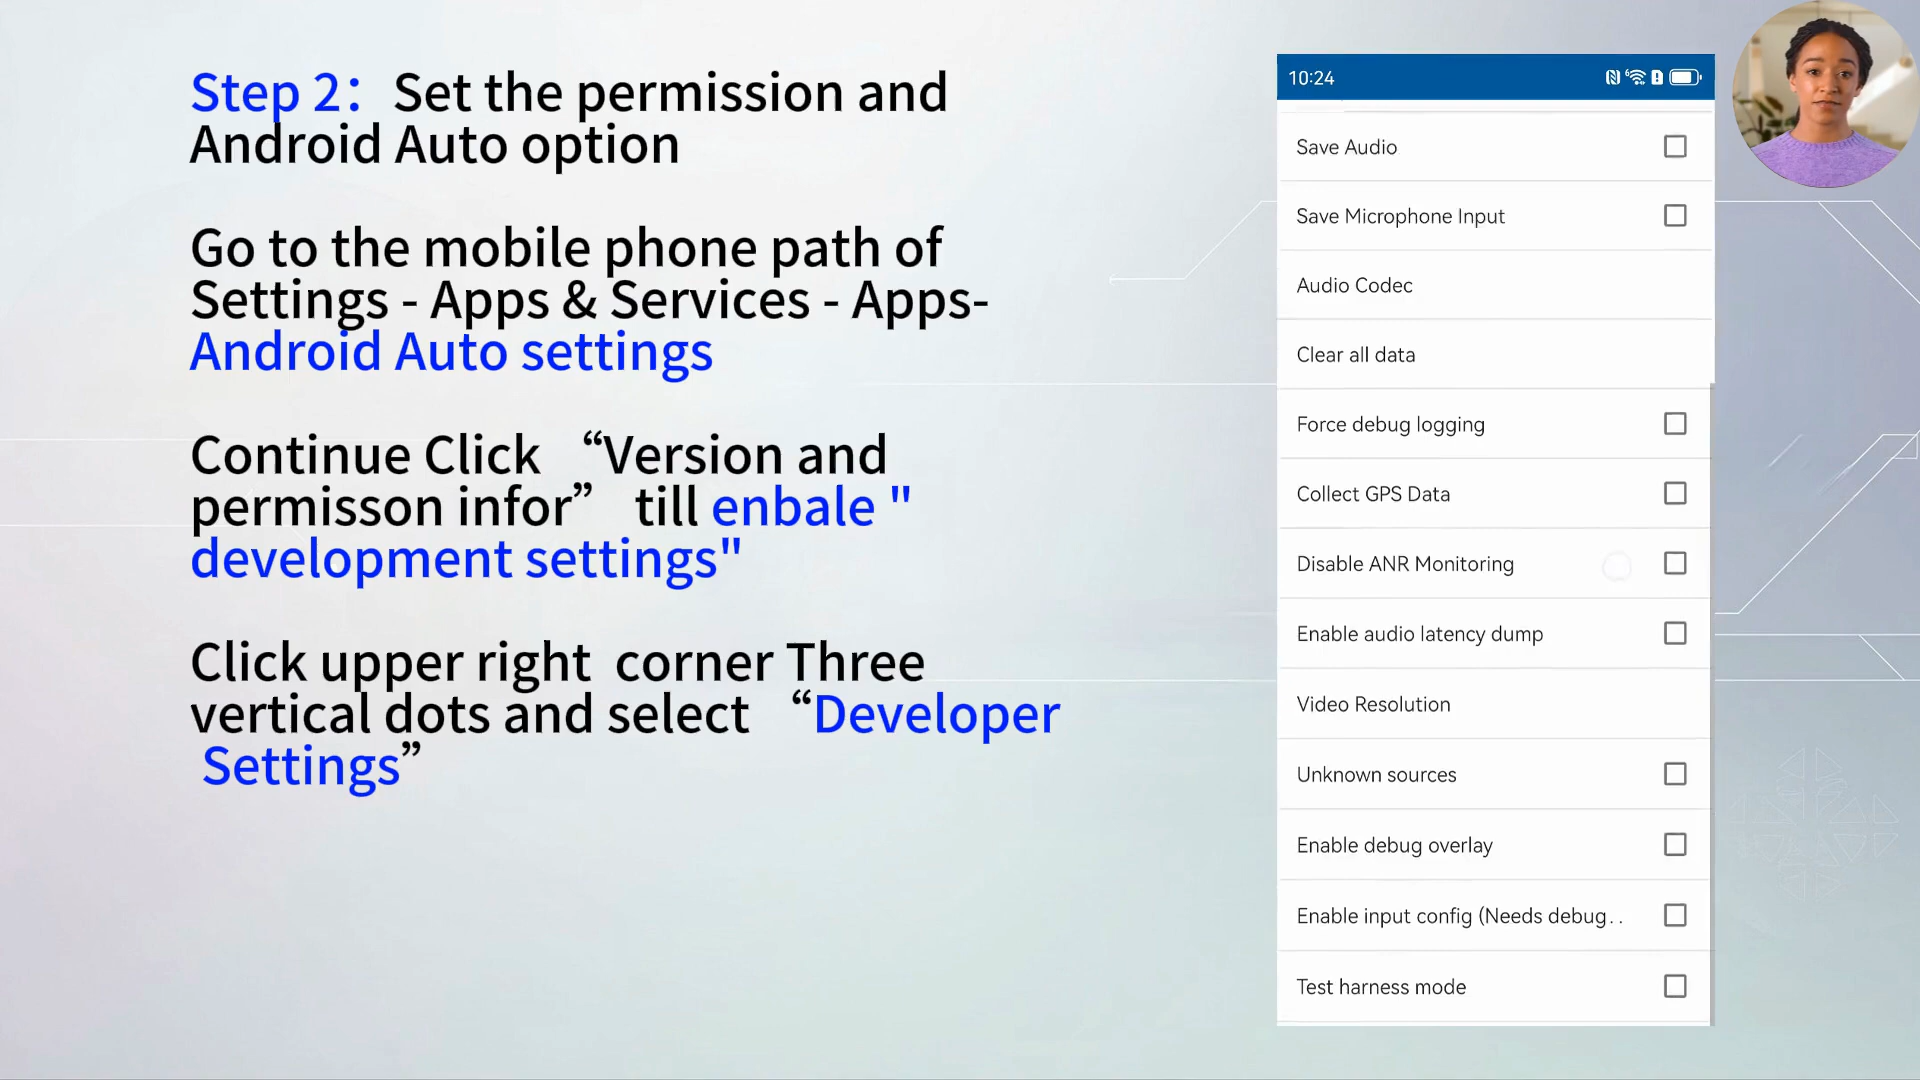 Step 2： Set the permission and
Android Auto option
Go to the mobile phone path of
Settings - Apps & Services - Apps-
Android Auto settings
Continue Click “Version and
permisson infor” till enbale "
development settings"
Click upper right corner Three
vertical dots and select “Developer
Settings”
10:24
Save Audio
Save Microphone Input
Audio Codec
Clear all data
Force debug logging
Collect GPS Data
Disable ANR Monitoring
Enable audio latency dump
Video Resolution
Unknown sources
Enable debug overlay
Enable input config (Needs debug..
Test harness mode